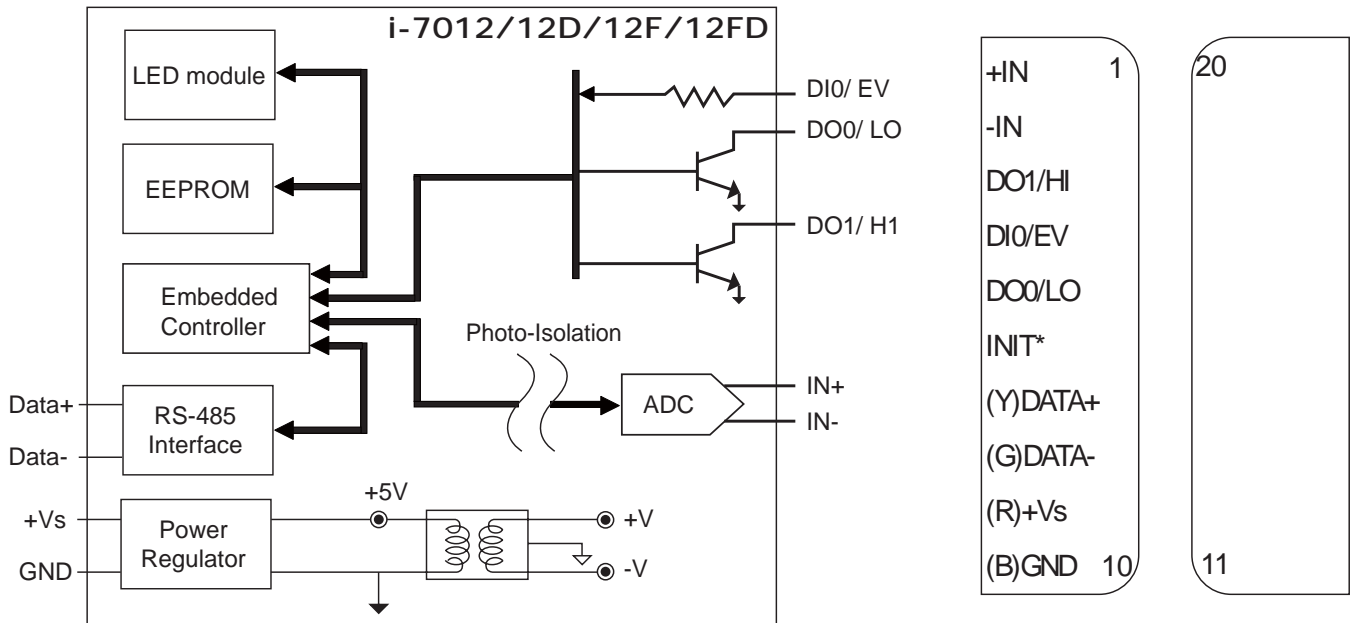 i-7012/12D/12F/12FD
LED module
EEPROM
Embedded
Controller
RS-485
Interface
Power
Regulator
Data+
Data-
+Vs
GND
DI0/ EV
DO0/ LO
DO1/ H1
Photo-Isolation
ADC
IN+
IN-
+5V
+V
-V
+IN 1
-IN
DO1/HI
DI0/EV
DO0/LO
INIT*
(Y)DATA+
(G)DATA-
(R)+Vs
(B)GND 10
20
11